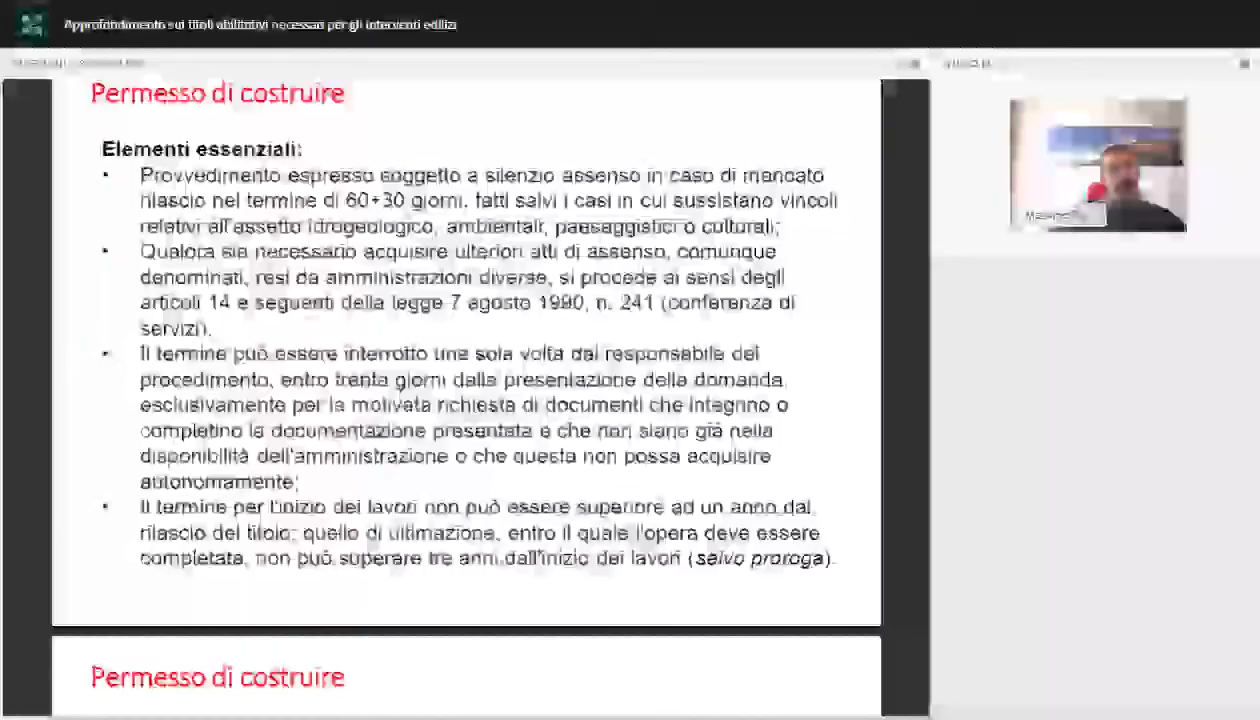 Approfondimento sui titoli abilitativi necessari per gli interventi edilizi
Permesso di costruire
Elementi essenziali:
• Provvedimento espresso soggetto a silenzio assenso in caso di mancato
rilascio nel termine di 60+30 giorni, fatti salvi i casi in cui sussistano vincoli
relativi all'assetto idrogeologico, ambientali, paesaggistici o culturali;
• Qualora sia necessario acquisire ulteriori atti di assenso, comunque
denominati, resi da amministrazioni diverse, si procede ai sensi degli
articoli 14 e seguenti della legge 7 agosto 1990, n. 241 (conferenza di
servizi).
• Il termine può essere interrotto una sola volta dal responsabile del
procedimento, entro trenta giorni dalla presentazione della domanda,
esclusivamente per la motivata richiesta di documenti che integrino o
completino la documentazione presentata e che non siano già nella
disponibilità dell'amministrazione o che questa non possa acquisire
autonomamente;
• Il termine per l'inizio dei lavori non può essere superiore ad un anno dal
rilascio del titolo; quello di ultimazione, entro il quale l'opera deve essere
completata, non può superare tre anni dall'inizio dei lavori (salvo proroga).
Permesso di costruire